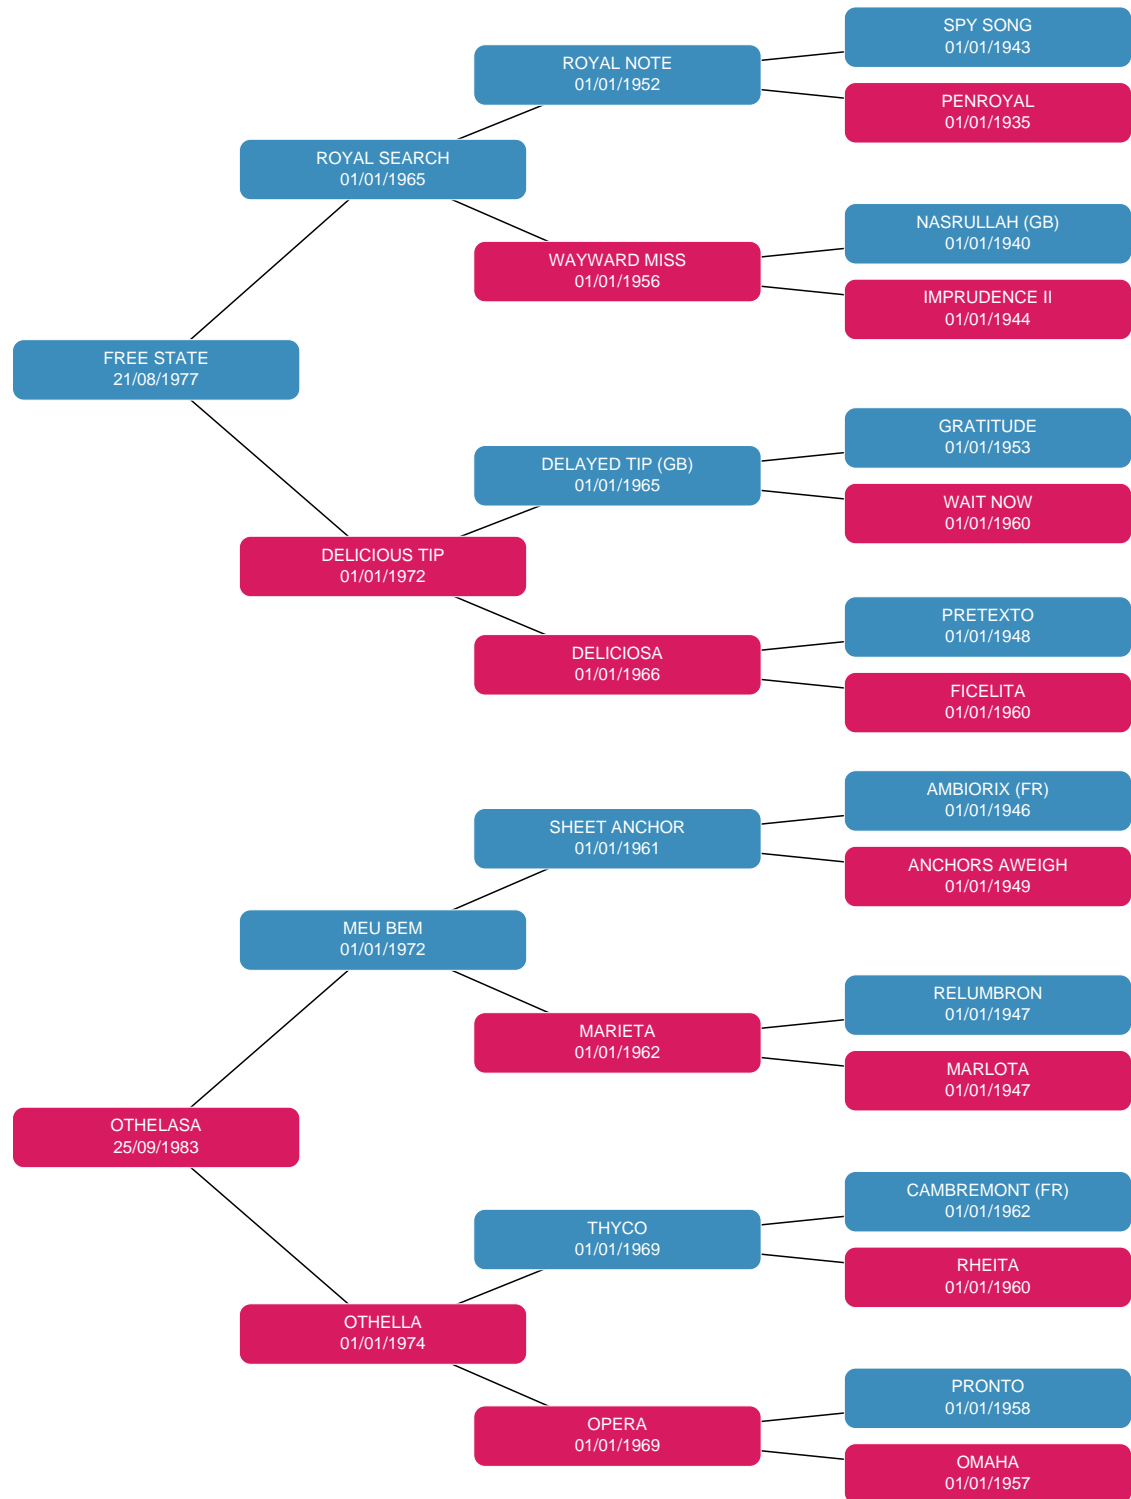 SPY SONG
01/01/1943
ROYAL NOTE
01/01/1952
PENROYAL
01/01/1935
ROYAL SEARCH
01/01/1965
NASRULLAH (GB)
01/01/1940
WAYWARD MISS
01/01/1956
IMPRUDENCE II
01/01/1944
FREE STATE
21/08/1977
GRATITUDE
01/01/1953
DELAYED TIP (GB)
01/01/1965
WAIT NOW
01/01/1960
DELICIOUS TIP
01/01/1972
PRETEXTO
01/01/1948
DELICIOSA
01/01/1966
FICELITA
01/01/1960
AMBIORIX (FR)
01/01/1946
SHEET ANCHOR
01/01/1961
ANCHORS AWEIGH
01/01/1949
MEU BEM
01/01/1972
RELUMBRON
01/01/1947
MARIETA
01/01/1962
MARLOTA
01/01/1947
OTHELASA
25/09/1983
CAMBREMONT (FR)
01/01/1962
THYCO
01/01/1969
RHEITA
01/01/1960
OTHELLA
01/01/1974
PRONTO
01/01/1958
OPERA
01/01/1969
OMAHA
01/01/1957